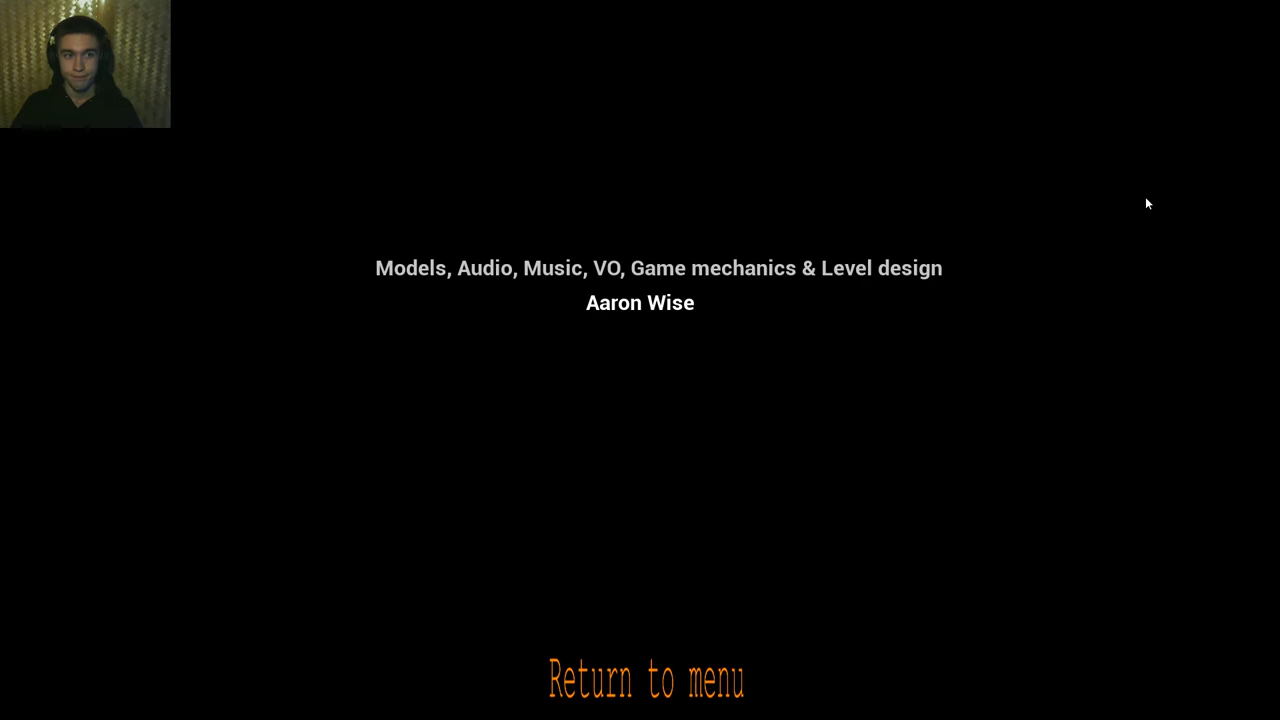 Models, Audio, Music, VO, Game mechanics & Level design
Aaron Wise
Return to menu